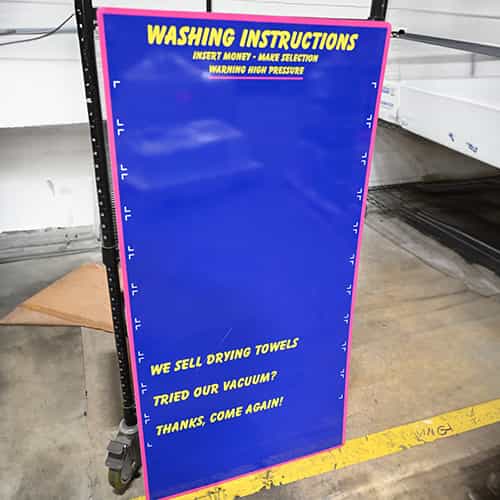 WASHING INSTRUCTIONS
INSERT MONEY - MAKE SELECTION
WARNING HIGH PRESSURE
WE SELL DRYING TOWELS
TRIED OUR VACUUM?
THANKS, COME AGAIN!